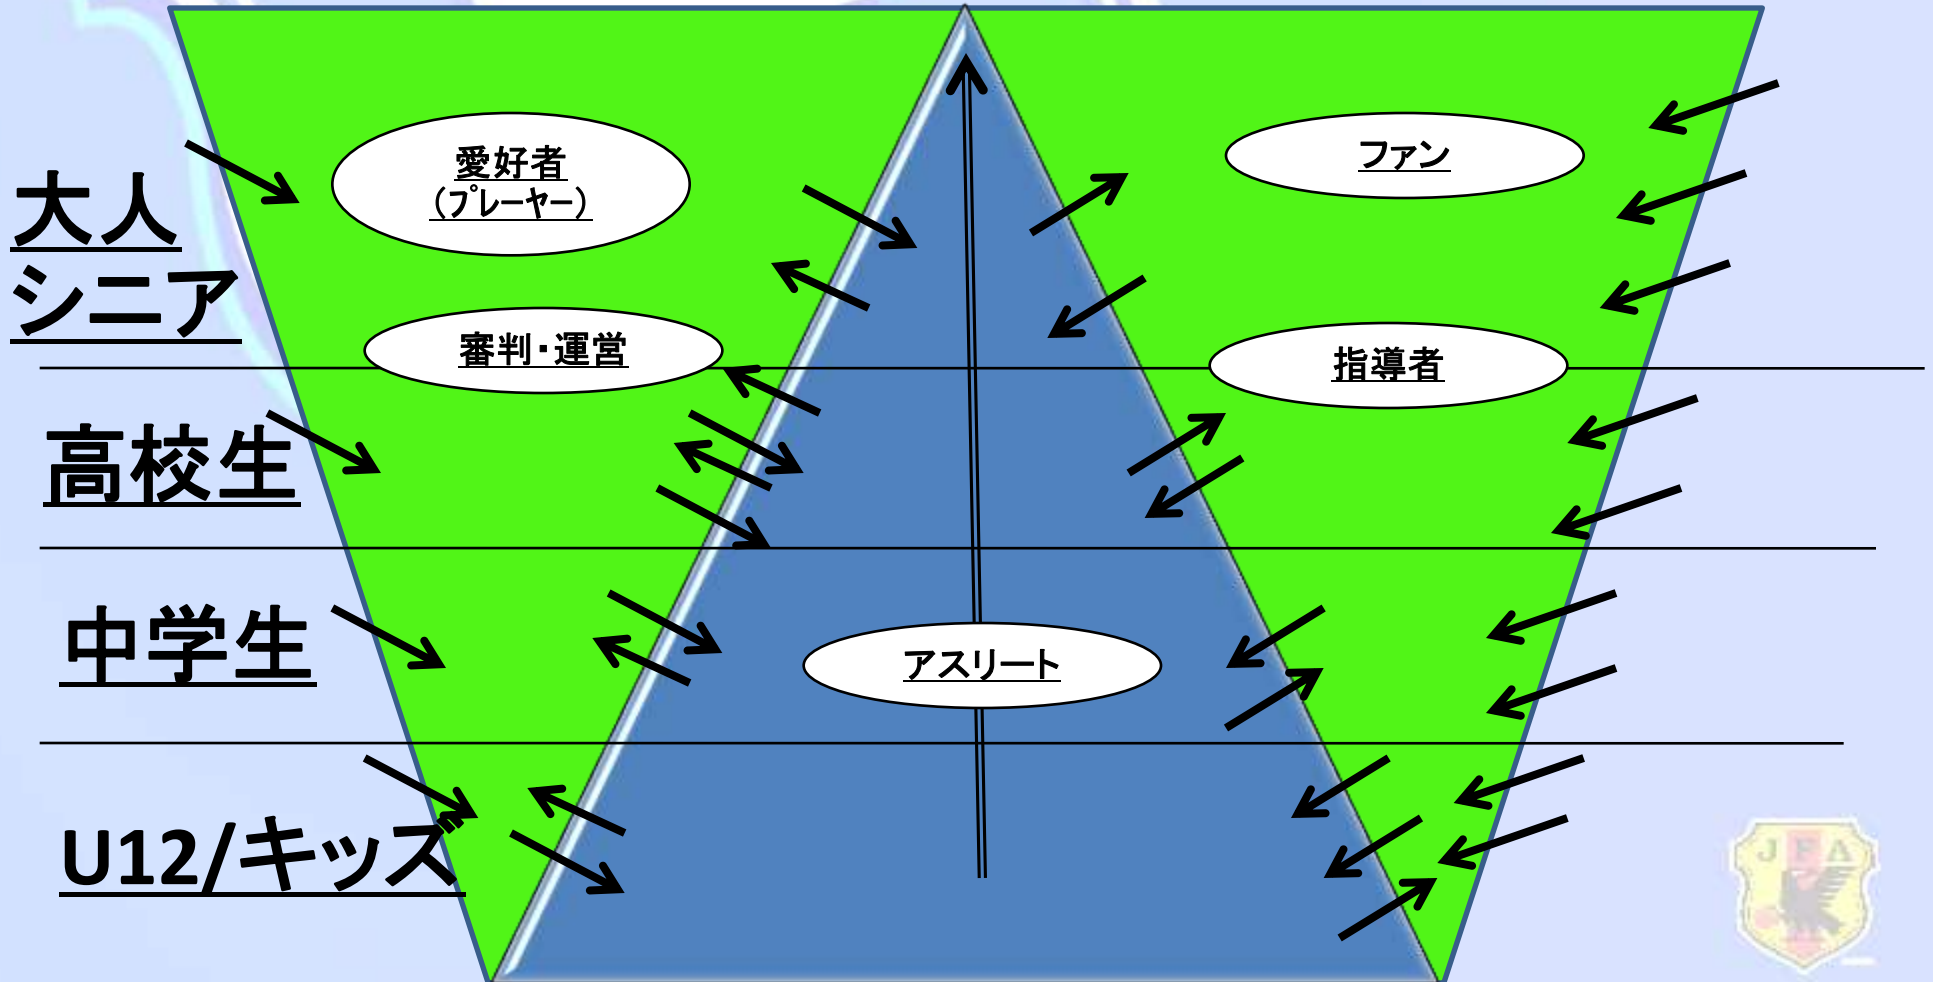 愛好者
(プレーヤー)
ファン
大人
シニア
審判・運営
指導者
高校生
中学生
アスリート
U12/キッズ
JFA